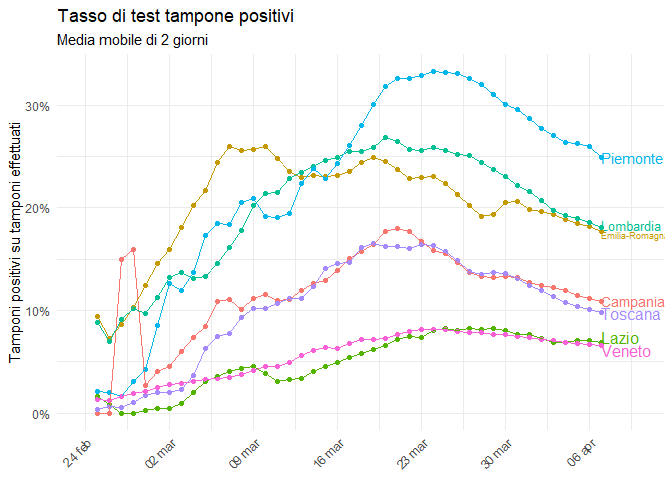 Tasso di test tampone positivi
Media mobile di 2 giorni
Tamponi positivi su tamponi effettuati
30%
20%
10%
0%
24 feb
02 mar
09 mar
16 mar
23 mar
30 mar
06 apr
Piemonte
Lombardia
Emilia-Romagna
Campania
Toscana
Lazio
Veneto